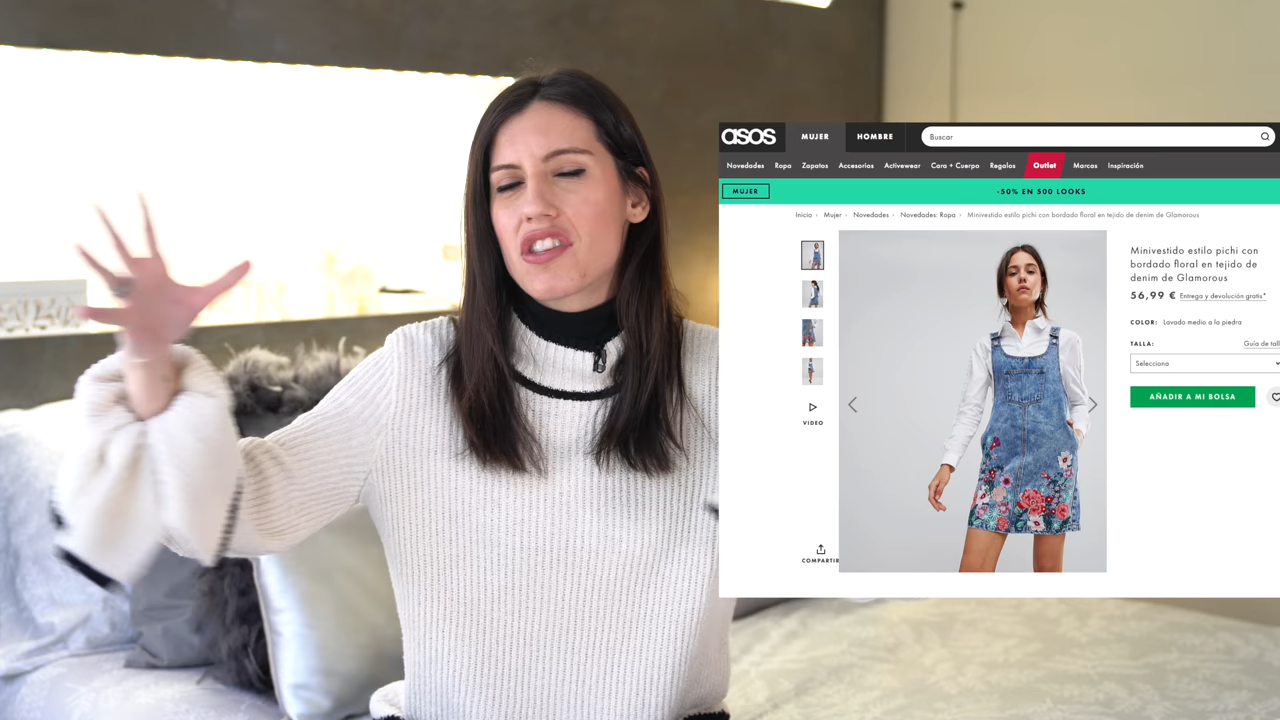 asos MUJER HOMBRE Buscar
Novedades Ropa Zapatos Accesorios Activewear Cara + Cuerpo Regalos Outlet Marcas Inspiración
MUJER -50% EN 500 LOOKS
Inicio › Mujer › Novedades › Novedades: Ropa › Minivestido estilo pichi con bordado floral en tejido de denim de Glamorous
Minivestido estilo pichi con
bordado floral en tejido de
denim de Glamorous
56,99 € Entrega y devolución gratis*
COLOR: Lavado medio a la piedra
TALLA: Guía de tall
Selecciona
AÑADIR A MI BOLSA
VIDEO
COMPARTIR